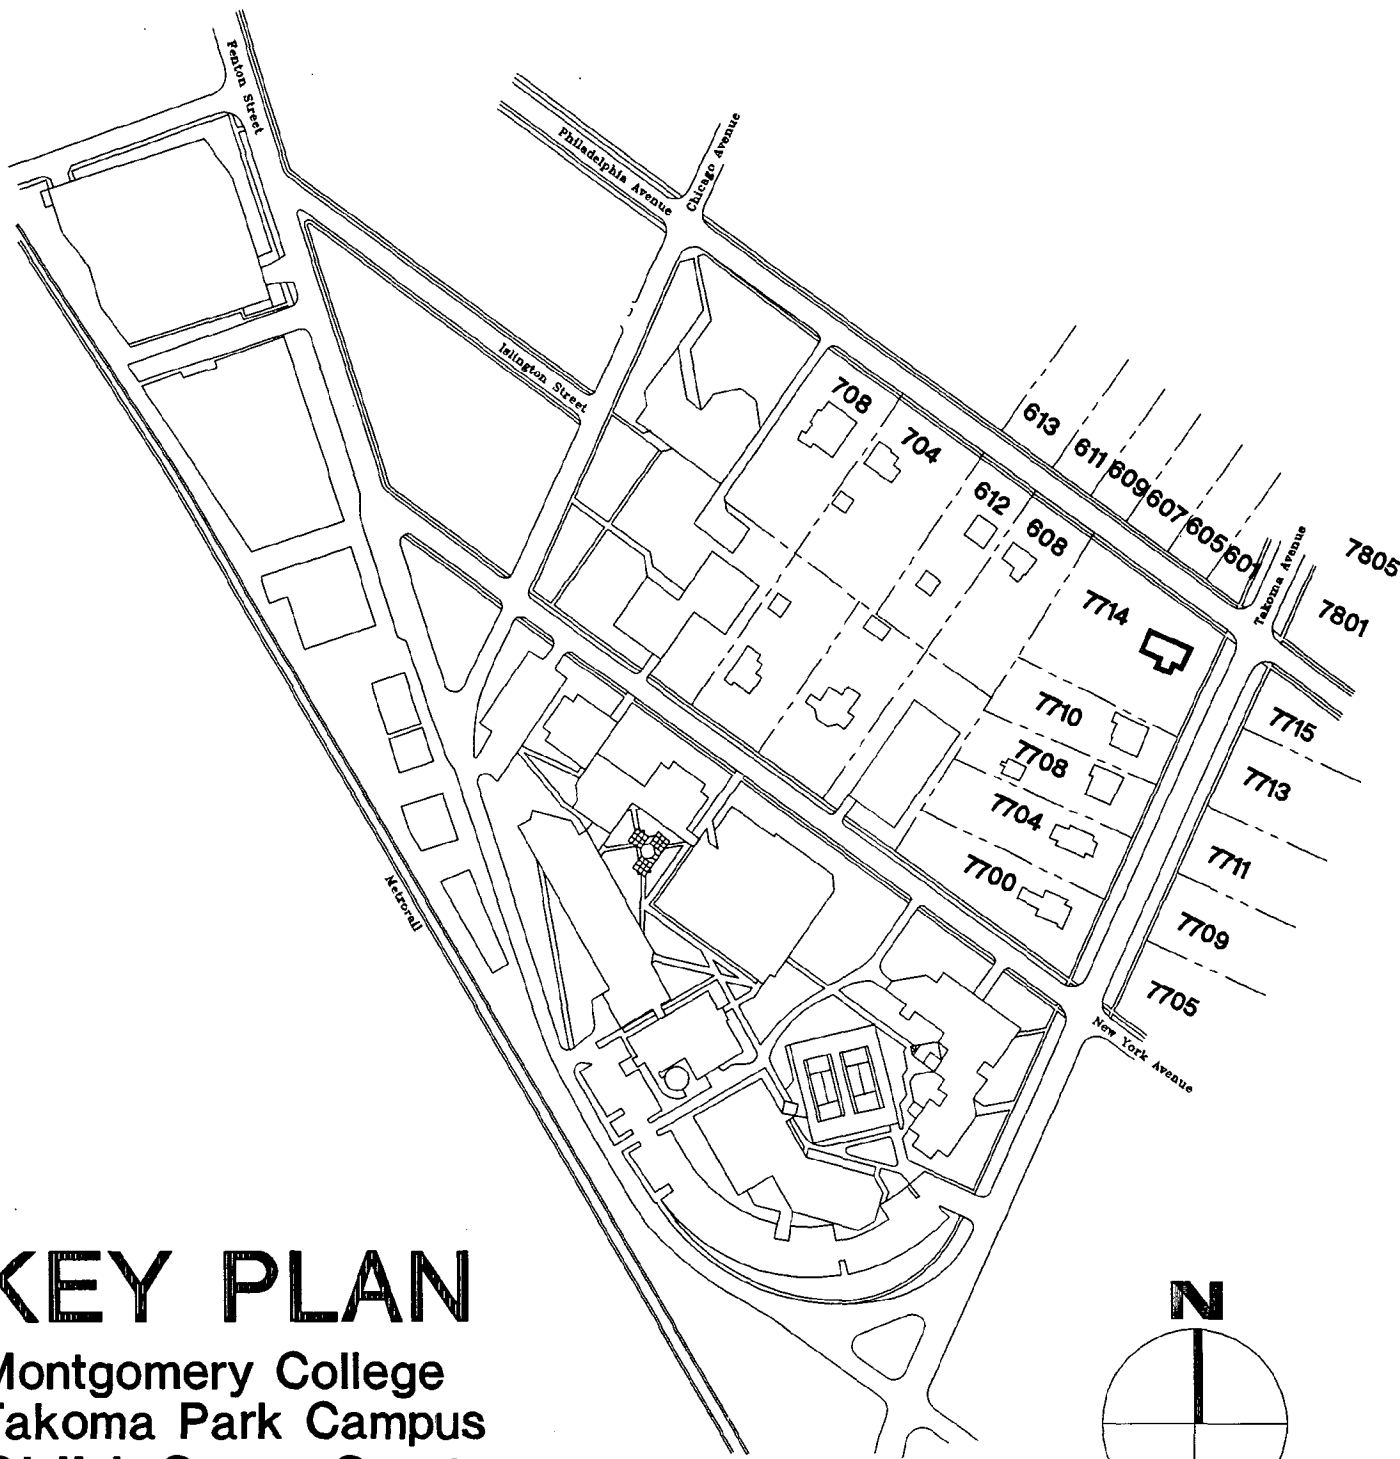 Fenton Street
Philadelphia Avenue
Chicago Avenue
Islington Street
708
704
613
611
609
607
605
601
612
608
Takoma Avenue
7805
7801
7714
7710
7708
7704
7700
7715
7713
7711
7709
7705
Metrorail
New York Avenue
KEY PLAN
Montgomery College
Takoma Park Campus
N